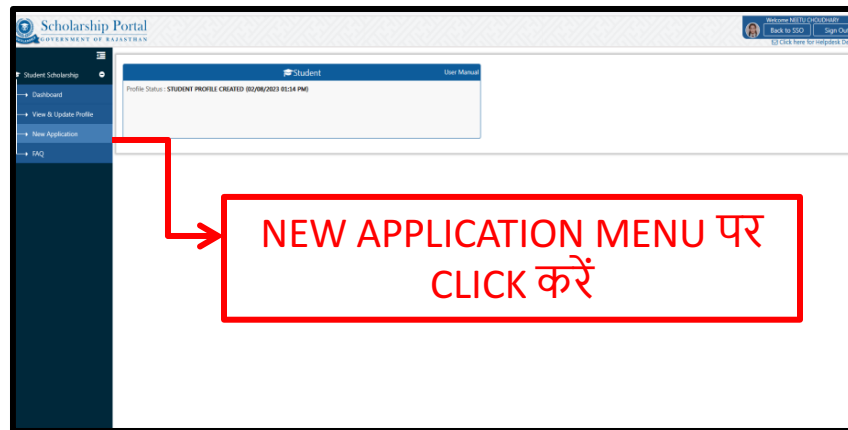 Scholarship Portal
GOVERNMENT OF RAJASTHAN
Welcome NEETU CHOUDHARY
Back to SSO
Sign Out
Click here for Helpdesk De
Student Scholarship
Dashboard
View & Update Profile
New Application
FAQ
Student
User Manual
Profile Status : STUDENT PROFILE CREATED (02/08/2023 01:14 PM)
NEW APPLICATION MENU पर
CLICK करें